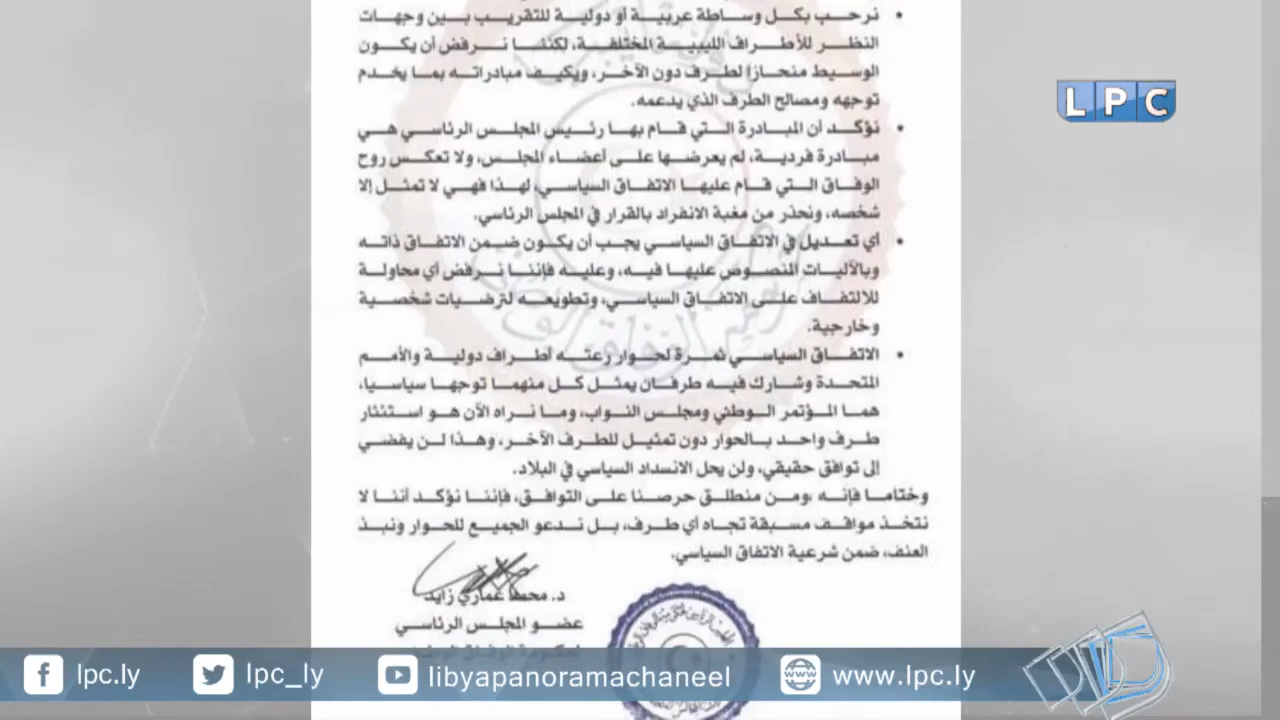 نرحب بكل وساطة عربية أو دولية للتقريب بين وجهات
النظر للأطراف الليبية المختلفة، لكننا نرفض أن يكون
الوسيط منحازا لطرف دون الآخر، ويكيف مبادراته بما يخدم
توجهه ومصالح الطرف الذي يدعمه.
نؤكد أن المبادرة التي قام بها رئيس المجلس الرئاسي هي
مبادرة فردية، لم يعرضها على أعضاء المجلس، ولا تعكس روح
الوفاق التي قام عليها الاتفاق السياسي، لهذا فهي لا تمثل إلا
شخصه، ونحذر من مغبة الانفراد بالقرار في المجلس الرئاسي.
أي تعديل في الاتفاق السياسي يجب أن يكون ضمن الاتفاق ذاته
وبالآليات المنصوص عليها فيه، وعليه فإننا نرفض أي محاولة
للالتفاف على الاتفاق السياسي، وتطويعه لترضيات شخصية
وخارجية.
الاتفاق السياسي ثمرة لحوار رعته أطراف دولية والأمم
المتحدة وشارك فيه طرفان يمثل كل منهما توجها سياسيا،
هما المؤتمر الوطني ومجلس النواب، وما نراه الآن هو استئثار
طرف واحد بالحوار دون تمثيل للطرف الآخر، وهذا لن يفضي
إلى توافق حقيقي، ولن يحل الانسداد السياسي في البلاد.
وختاما فإنه ،ومن منطلق حرصنا على التوافق، فإننا نؤكد أننا لا
نتخذ مواقف مسبقة تجاه أي طرف، بل ندعو الجميع للحوار ونبذ
العنف، ضمن شرعية الاتفاق السياسي.
د. محمد عماري زايد
عضو المجلس الرئاسي
LPC
lpc.ly
lpc_ly
libyapanoramachaneel
www.lpc.ly